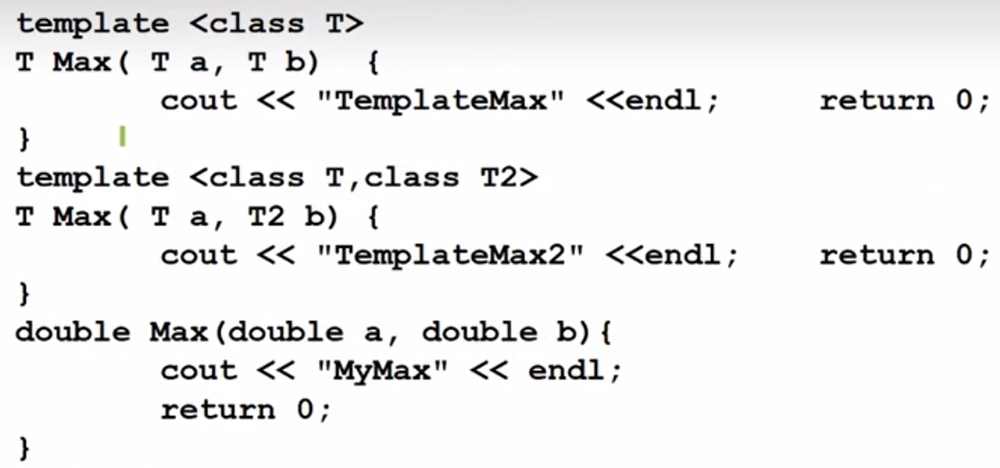 template <class T>
T Max( T a, T b) {
cout << "TemplateMax" <<endl; return 0;
}
template <class T,class T2>
T Max( T a, T2 b) {
cout << "TemplateMax2" <<endl; return 0;
}
double Max(double a, double b){
cout << "MyMax" << endl;
return 0;
}